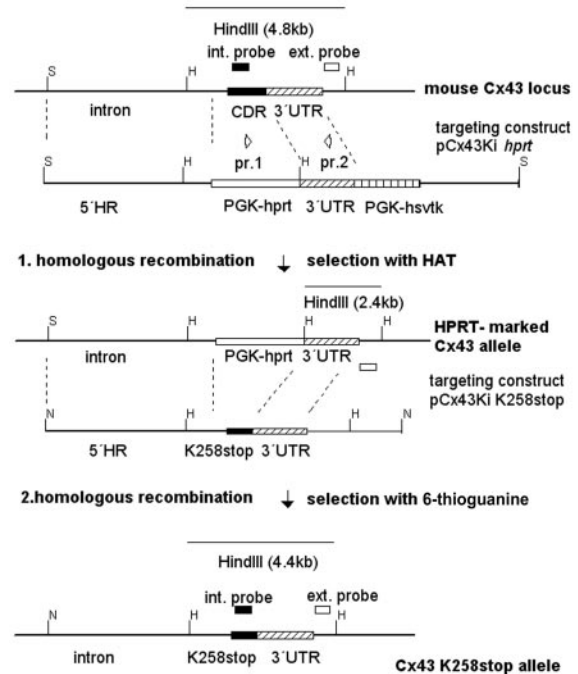 HindIII (4.8kb)
int. probe ext. probe
S H H
mouse Cx43 locus
intron CDR 3´UTR
targeting construct
pCx43Ki hprt
pr.1 pr.2
S H H S
5´HR PGK-hprt 3´UTR PGK-hsvtk
1. homologous recombination ↓ selection with HAT
HindIII (2.4kb)
S H H H
HPRT- marked
Cx43 allele
intron PGK-hprt 3´UTR
targeting construct
pCx43Ki K258stop
N H H N
5´HR K258stop 3´UTR
2.homologous recombination ↓ selection with 6-thioguanine
HindIII (4.4kb)
int. probe ext. probe
N H H
intron K258stop 3´UTR
Cx43 K258stop allele